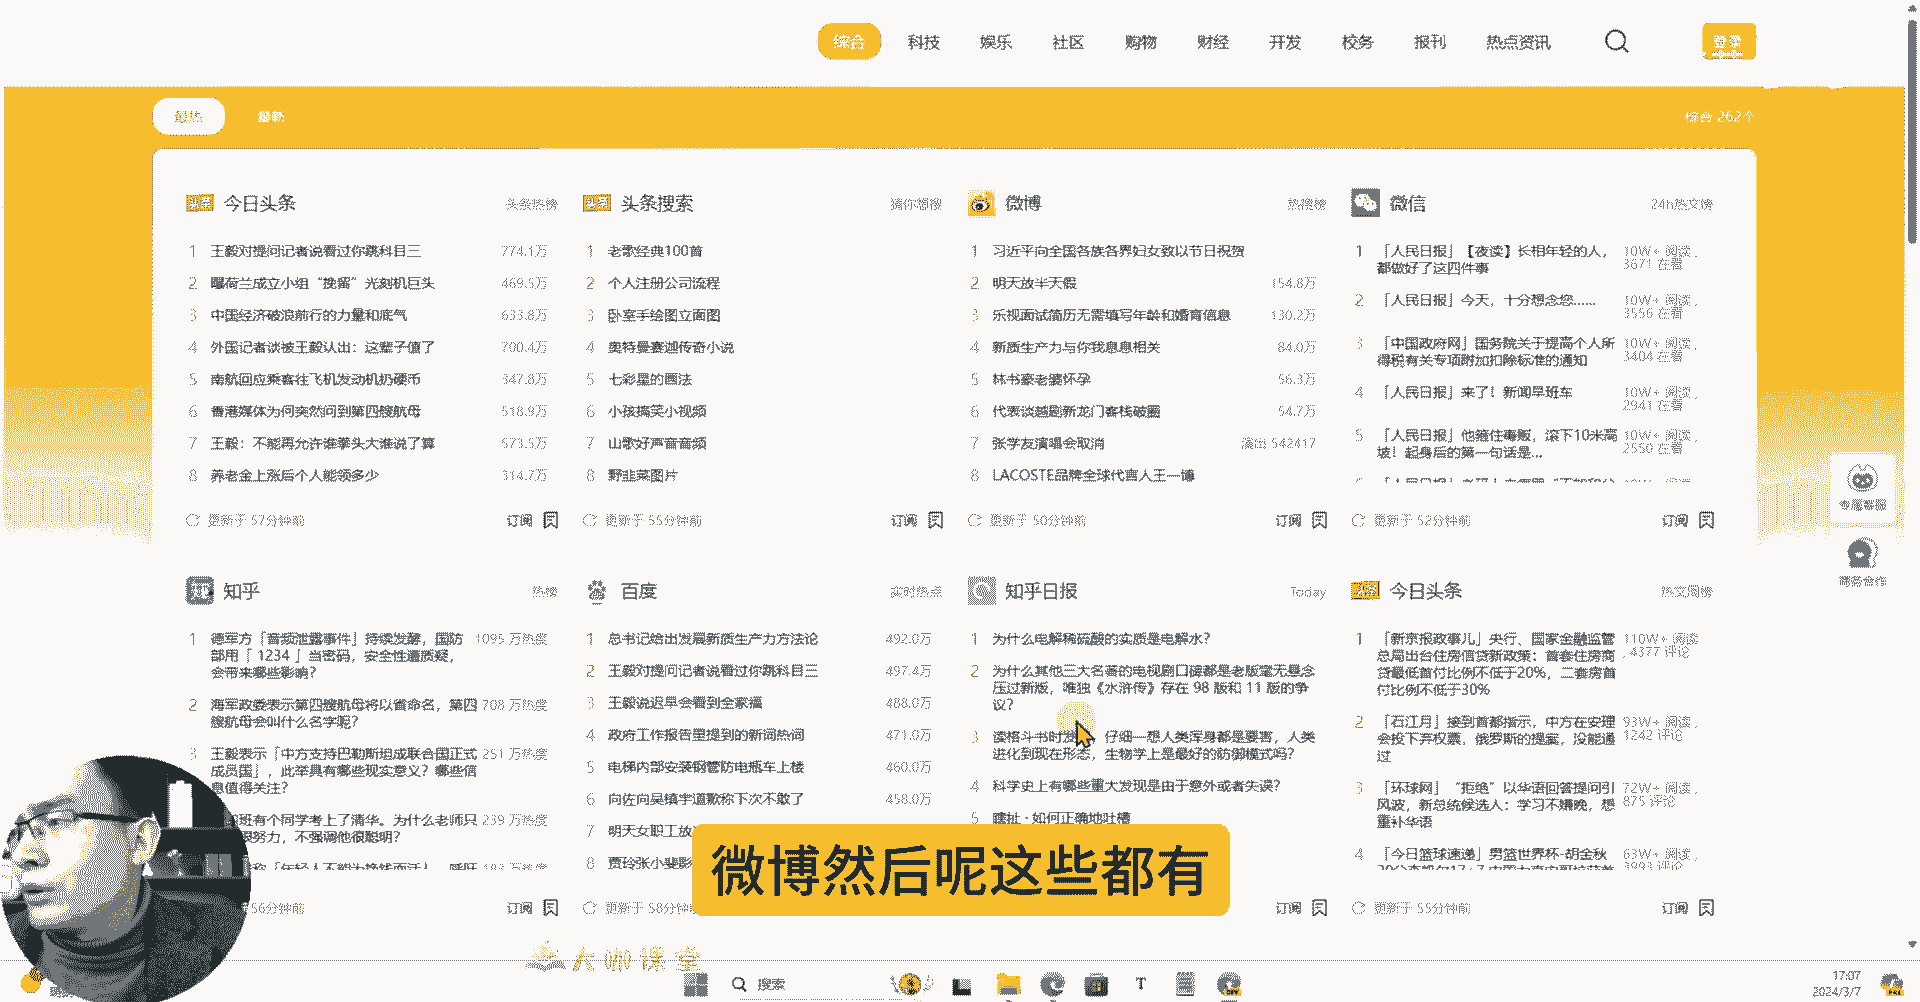 综合 科技 娱乐 社区 购物 财经 开发 校务 报刊 热点资讯 登录
最热 最新 综合 262个
今日头条 头条热榜
1 王毅对提问记者说看过你跳科目三 774.1万
2 曝荷兰成立小组“挽留”光刻机巨头 469.5万
3 中国经济破浪前行的力量和底气 633.8万
4 外国记者谈被王毅认出：这辈子值了 700.4万
5 南航回应乘客往飞机发动机扔硬币 347.8万
6 香港媒体为何突然问到第四艘航母 518.9万
7 王毅：不能再允许谁拳头大谁说了算 573.5万
8 养老金上涨后个人能领多少 314.7万
更新于 57分钟前 订阅
头条搜索 猜你想搜
1 老歌经典100首
2 个人注册公司流程
3 卧室手绘图立面图
4 奥特曼赛迦传奇小说
5 七彩星的画法
6 小孩搞笑小视频
7 山歌好声音音频
8 野韭菜图片
更新于 55分钟前 订阅
微博 热搜榜
1 习近平向全国各族各界妇女致以节日祝贺
2 明天放半天假 154.8万
3 乐视面试简历无需填写年龄和婚育信息 130.2万
4 新质生产力与你我息息相关 84.0万
5 林书豪老婆怀孕 56.3万
6 代表谈越剧新龙门客栈破圈 54.7万
7 张学友演唱会取消 演出 542417
8 LACOSTE品牌全球代言人王一博
更新于 50分钟前 订阅
微信 24h热文榜
1 「人民日报」【夜读】长相年轻的人，
都做好了这四件事
10W+ 阅读，
3671 在看
2 「人民日报」今天，十分想念您……
10W+ 阅读，
3556 在看
3 「中国政府网」国务院关于提高个人所
得税有关专项附加扣除标准的通知
10W+ 阅读，
3404 在看
4 「人民日报」来了！新闻早班车
10W+ 阅读，
2941 在看
5 「人民日报」他箍住毒贩，滚下10米高
坡！起身后的第一句话是...
10W+ 阅读，
2550 在看
更新于 52分钟前 订阅
专属客服
商务合作
知乎 热榜
1 德军方「音频泄露事件」持续发酵，国防
部用「 1234 」当密码，安全性遭质疑，
会带来哪些影响？
1095 万热度
2 海军政委表示第四艘航母将以省命名，第四
艘航母会叫什么名字呢？
708 万热度
3 王毅表示「中方支持巴勒斯坦成联合国正式
成员国」，此举具有哪些现实意义？哪些信
息值得关注？
251 万热度
班有个同学考上了清华。为什么老师只
努力，不强调他很聪明？
239 万热度
56分钟前 订阅
百度 实时热点
1 总书记给出发展新质生产力方法论 492.0万
2 王毅对提问记者说看过你跳科目三 497.4万
3 王毅说迟早会看到全家福 488.0万
4 政府工作报告里提到的新词热词 471.0万
5 电梯内部安装钢管防电瓶车上楼 460.0万
6 向佐向吴镇宇道歉称下次不敢了 458.0万
7 明天女职工放
8 贾玲张小斐影
更新于 58分钟
知乎日报 Today
1 为什么电解稀硫酸的实质是电解水？
2 为什么其他三大名著的电视剧口碑都是老版毫无悬念
压过新版，唯独《水浒传》存在 98 版和 11 版的争
议？
3 读格斗书时发 仔细一想人类浑身都是要害，人类
进化到现在形态，生物学上是最好的防御模式吗？
4 科学史上有哪些重大发现是由于意外或者失误？
5 瞎扯 · 如何正确地吐槽
订阅
今日头条 热文周榜
1 「新京报政事儿」央行、国家金融监管
总局出台住房信贷新政策：首套住房商
贷最低首付比例不低于20%，二套房首
付比例不低于30%
110W+ 阅读
，4377 评论
2 「石江月」接到首都指示，中方在安理
会投下弃权票，俄罗斯的提案，没能通
过
93W+ 阅读，
1242 评论
3 「环球网」“拒绝”以华语回答提问引
风波，新总统候选人：学习不嫌晚，想
重补华语
72W+ 阅读，
875 评论
4 「今日篮球速递」男篮世界杯-胡金秋
63W+ 阅读，
更新于 55分钟前 订阅
微博然后呢这些都有
大咖课堂
搜索
17:07
2024/3/7